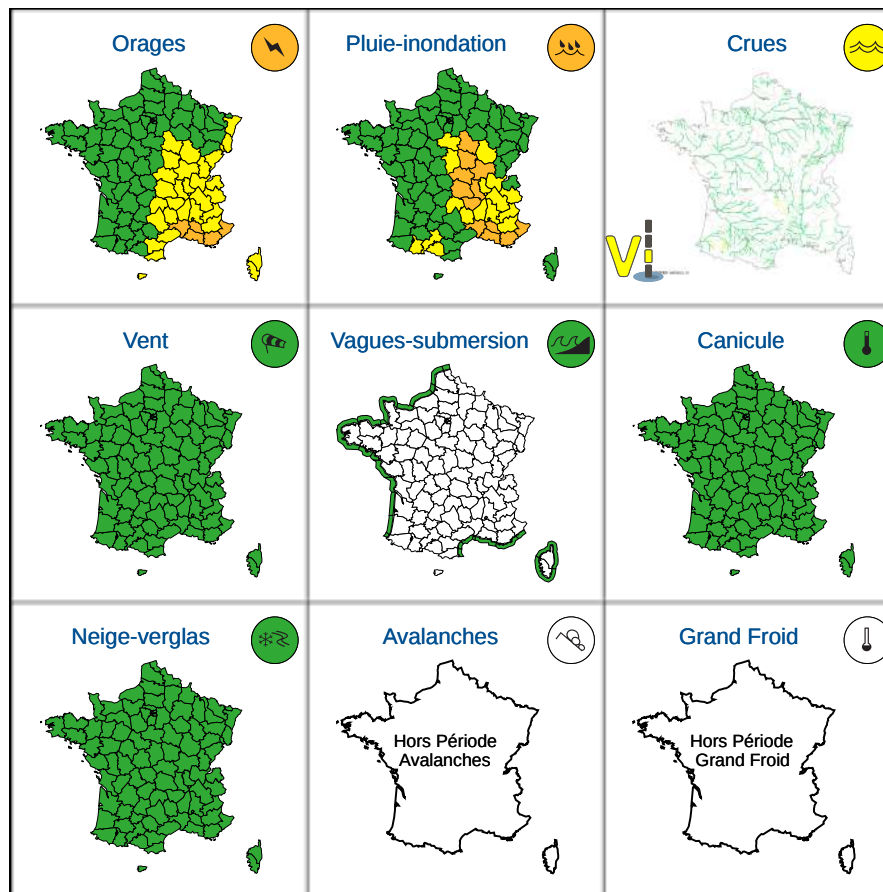 Orages
Pluie-inondation
Crues
Vi
Vent
Vagues-submersion
Canicule
Neige-verglas
Avalanches
Grand Froid
Hors Période
Avalanches
Hors Période
Grand Froid